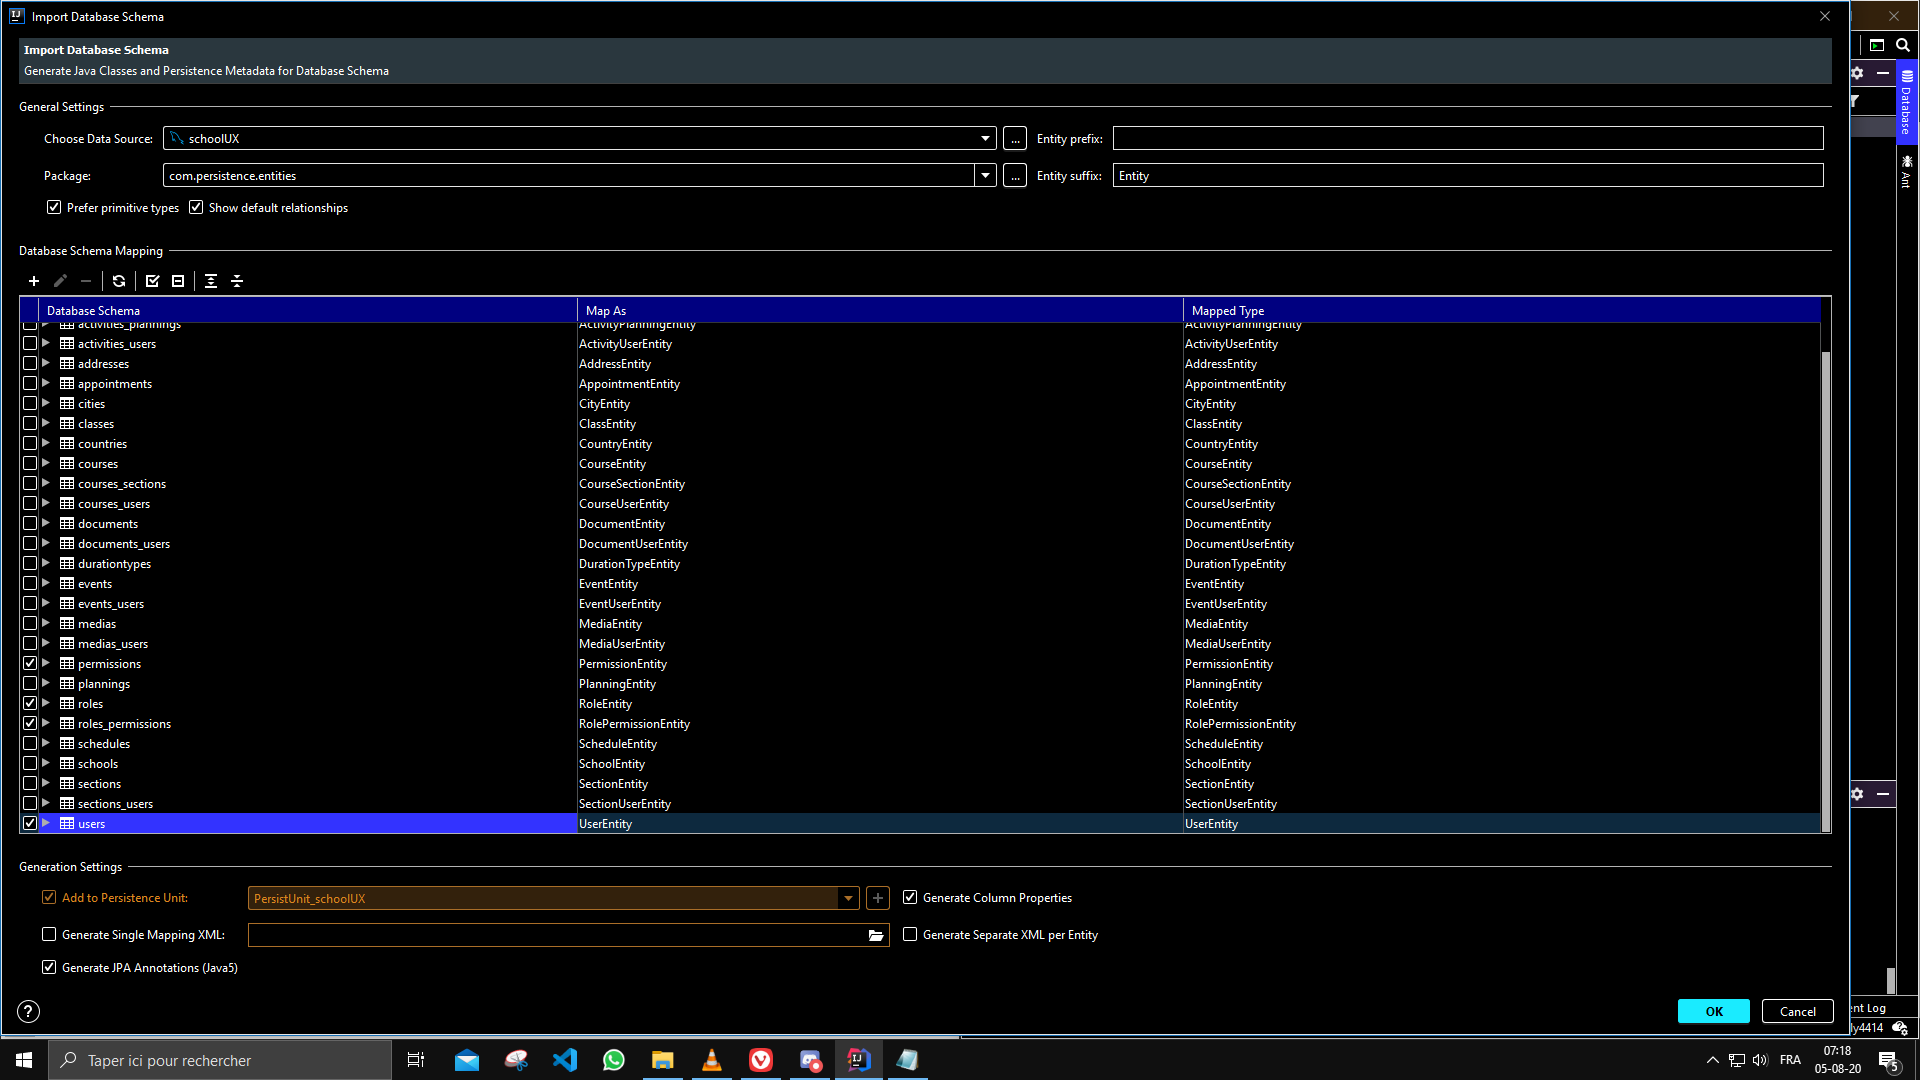 Import Database Schema
Import Database Schema
Generate Java Classes and Persistence Metadata for Database Schema
General Settings
Choose Data Source: schoolUX ... Entity prefix:
Package: com.persistence.entities ... Entity suffix: Entity
Prefer primitive types Show default relationships
Database Schema Mapping
Database Schema Map As Mapped Type
activities_plannings ActivityPlanningEntity ActivityPlanningEntity
activities_users ActivityUserEntity ActivityUserEntity
addresses AddressEntity AddressEntity
appointments AppointmentEntity AppointmentEntity
cities CityEntity CityEntity
classes ClassEntity ClassEntity
countries CountryEntity CountryEntity
courses CourseEntity CourseEntity
courses_sections CourseSectionEntity CourseSectionEntity
courses_users CourseUserEntity CourseUserEntity
documents DocumentEntity DocumentEntity
documents_users DocumentUserEntity DocumentUserEntity
durationtypes DurationTypeEntity DurationTypeEntity
events EventEntity EventEntity
events_users EventUserEntity EventUserEntity
medias MediaEntity MediaEntity
medias_users MediaUserEntity MediaUserEntity
permissions PermissionEntity PermissionEntity
plannings PlanningEntity PlanningEntity
roles RoleEntity RoleEntity
roles_permissions RolePermissionEntity RolePermissionEntity
schedules ScheduleEntity ScheduleEntity
schools SchoolEntity SchoolEntity
sections SectionEntity SectionEntity
sections_users SectionUserEntity SectionUserEntity
users UserEntity UserEntity
Generation Settings
Add to Persistence Unit: PersistUnit_schoolUX Generate Column Properties
Generate Single Mapping XML: Generate Separate XML per Entity
Generate JPA Annotations (Java5)
? OK Cancel
Database
Ant
ent Log
ly4414
Taper ici pour rechercher
FRA
07:18
05-08-20
5